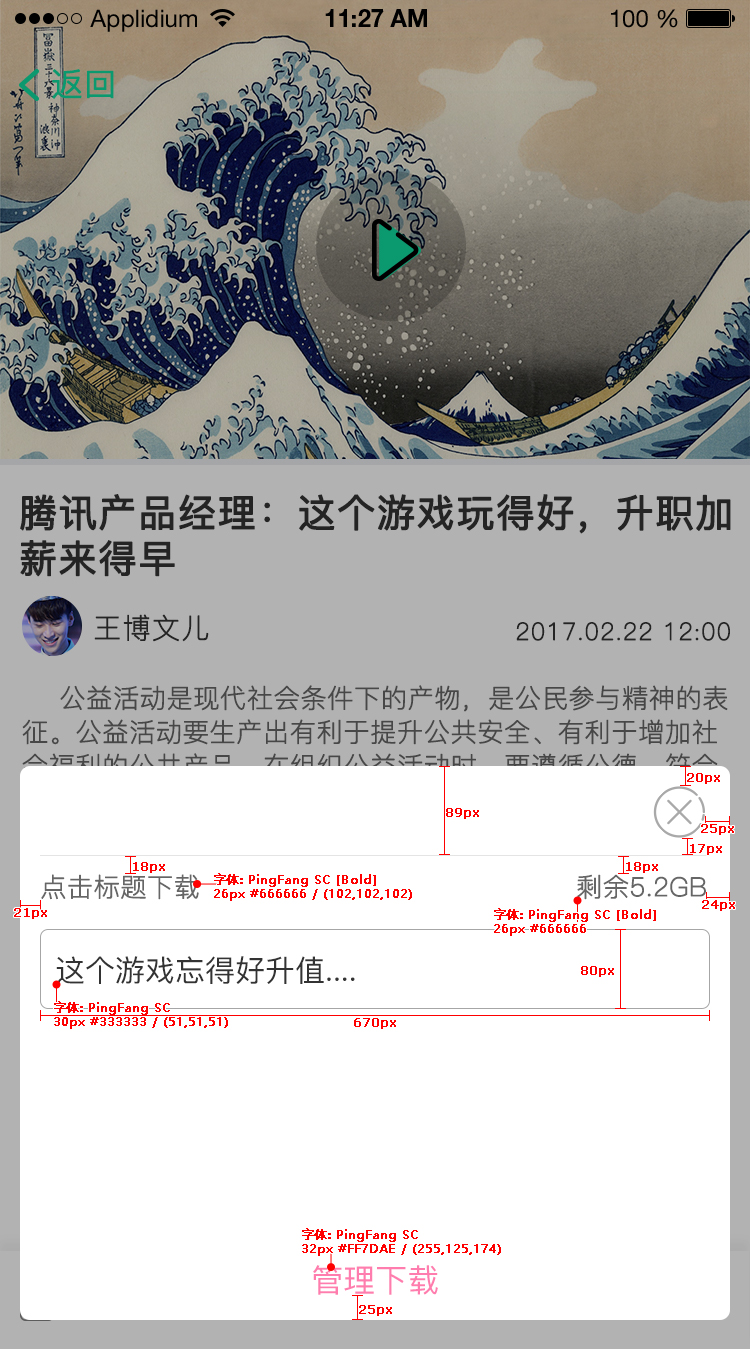 Applidium 11:27 AM 100 %
返回
腾讯产品经理：这个游戏玩得好，升职加
薪来得早
王博文儿 2017.02.22 12:00
公益活动是现代社会条件下的产物，是公民参与精神的表
征。公益活动要生产出有利于提升公共安全、有利于增加社
会福利的公共产品。在组织公益活动时，要遵循公德、符合
20px
89px
25px
17px
18px
18px
点击标题下载
字体: PingFang SC [Bold]
26px #666666 / (102,102,102)
剩余5.2GB
21px
24px
字体: PingFang SC [Bold]
26px #666666
这个游戏忘得好升值....
80px
字体: PingFang SC
30px #333333 / (51,51,51)
670px
字体: PingFang SC
32px #FF7DAE / (255,125,174)
管理下载
25px